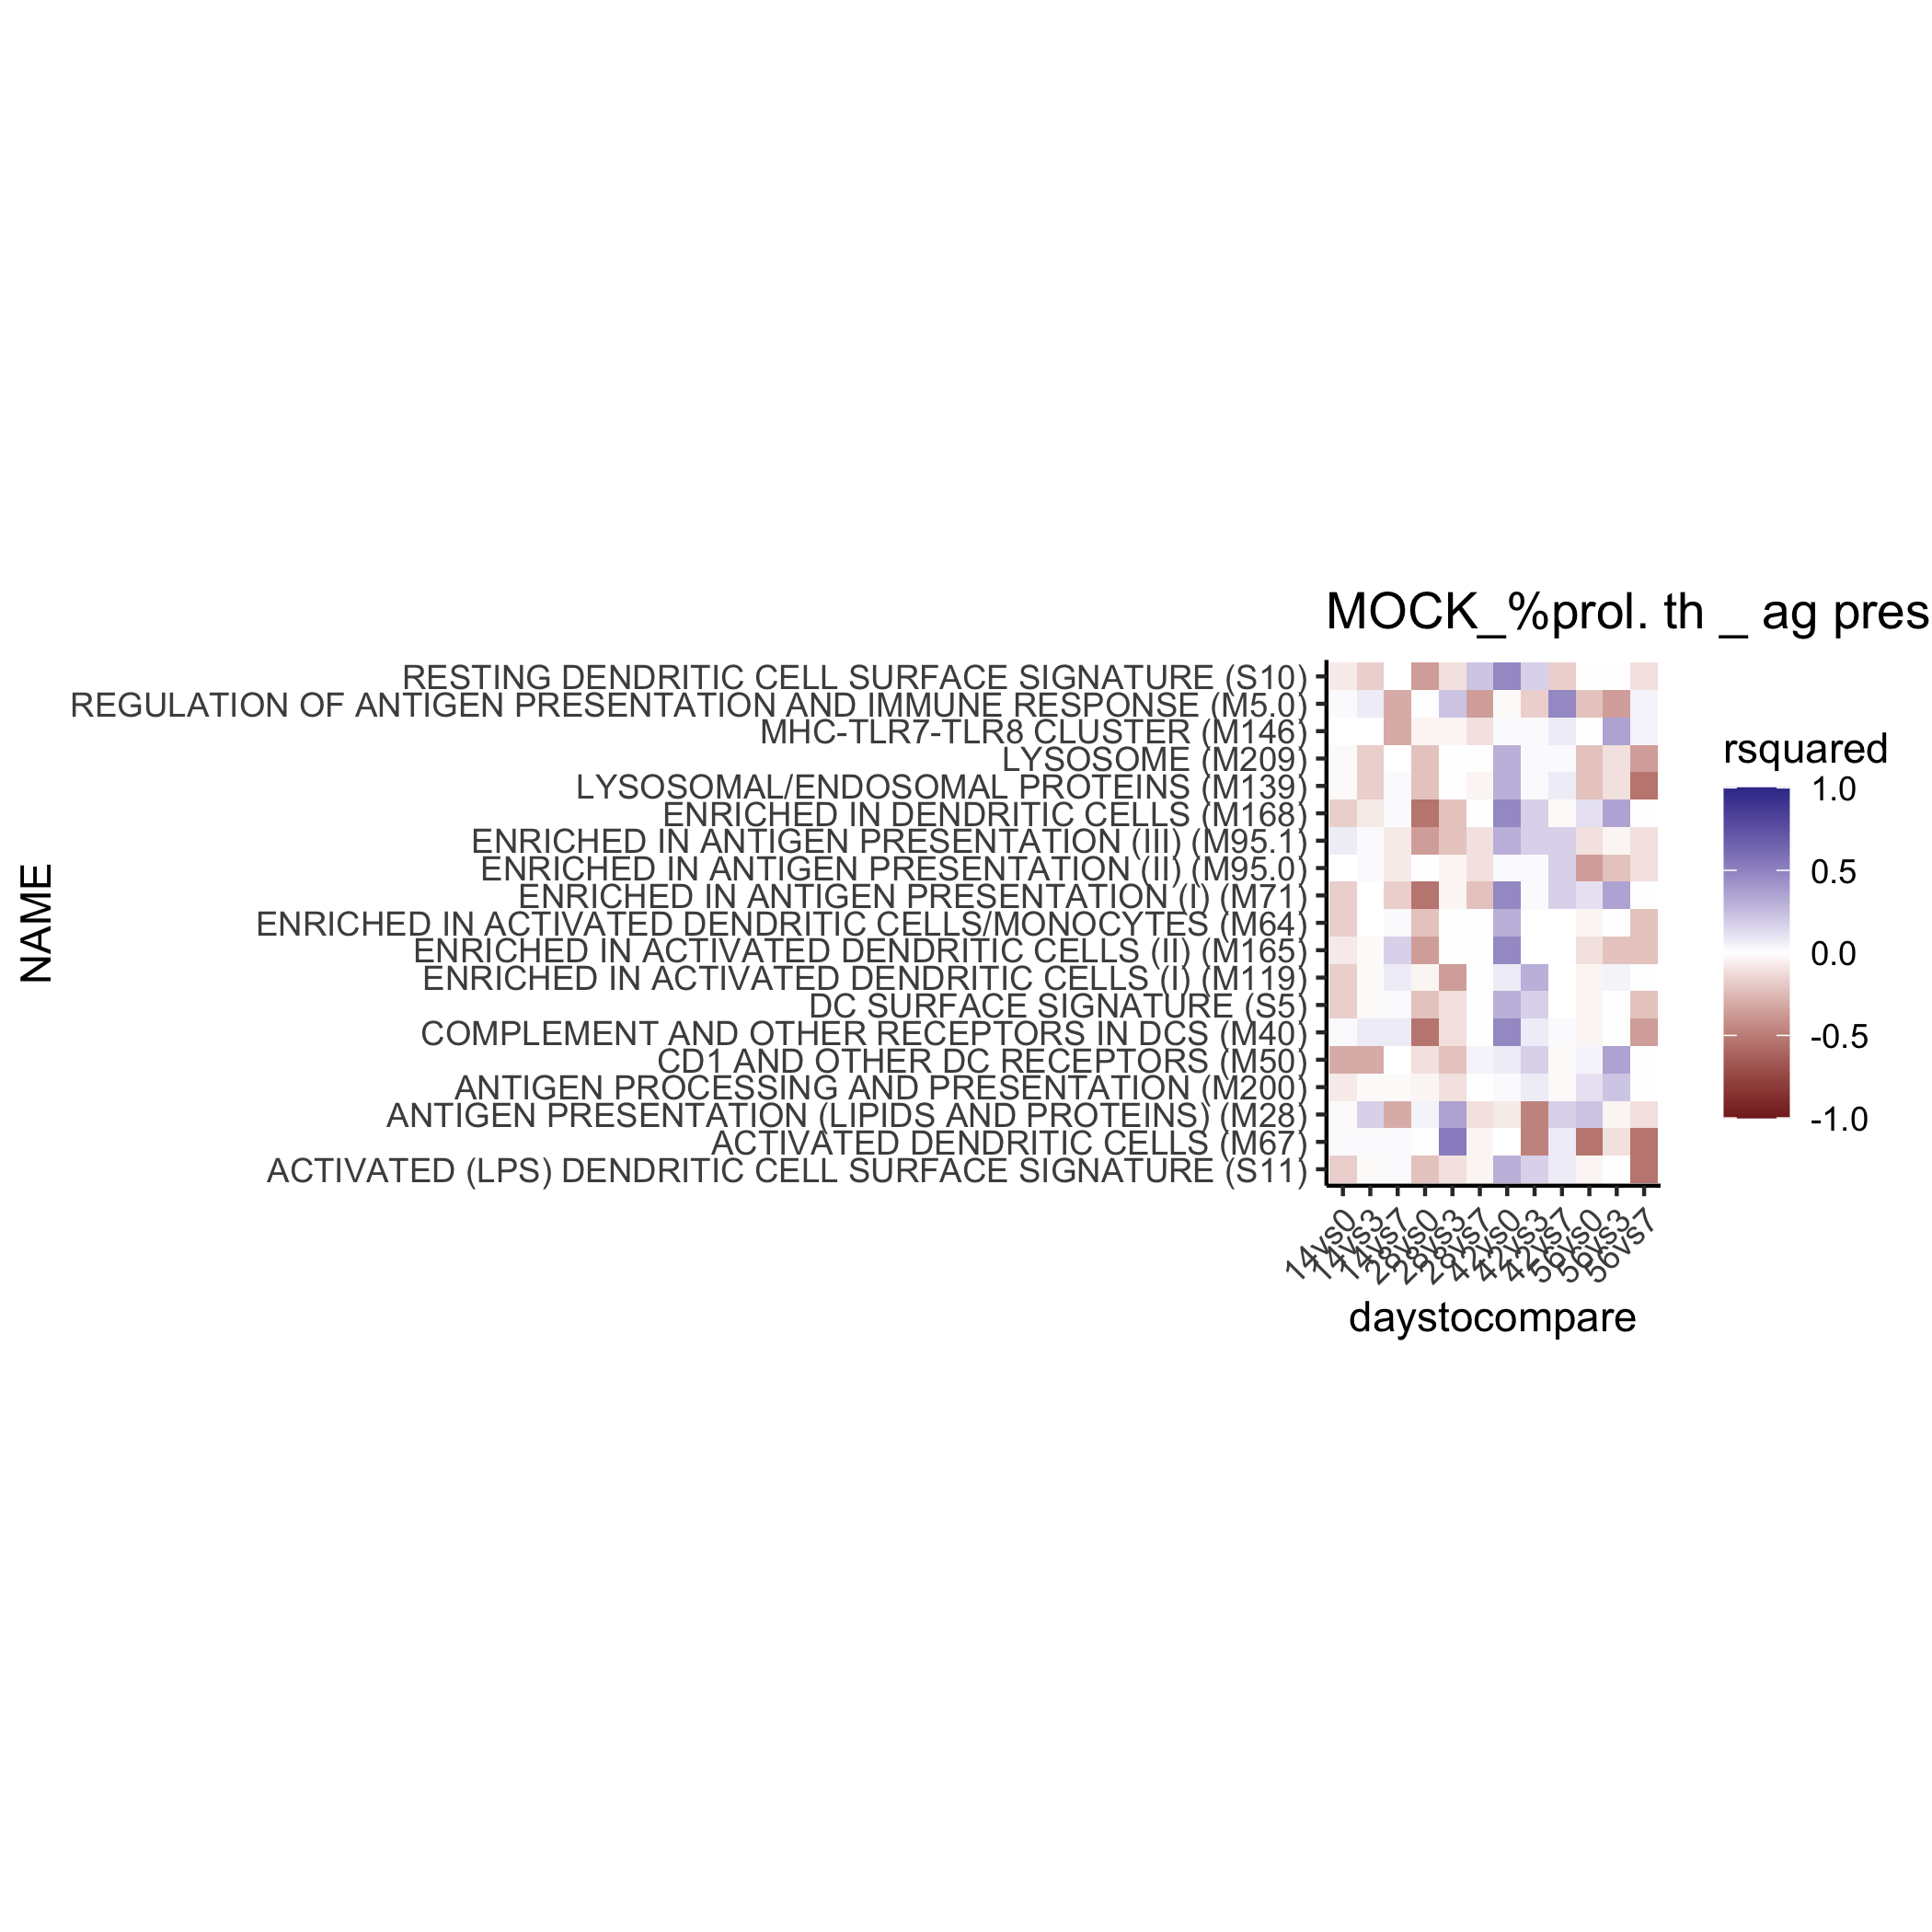 MOCK_%prol. th _ ag pres
RESTING DENDRITIC CELL SURFACE SIGNATURE (S10)
REGULATION OF ANTIGEN PRESENTATION AND IMMUNE RESPONSE (M5.0)
MHC-TLR7-TLR8 CLUSTER (M146)
LYSOSOME (M209)
LYSOSOMAL/ENDOSOMAL PROTEINS (M139)
ENRICHED IN DENDRITIC CELLS (M168)
ENRICHED IN ANTIGEN PRESENTATION (III) (M95.1)
ENRICHED IN ANTIGEN PRESENTATION (II) (M95.0)
ENRICHED IN ANTIGEN PRESENTATION (I) (M71)
ENRICHED IN ACTIVATED DENDRITIC CELLS/MONOCYTES (M64)
ENRICHED IN ACTIVATED DENDRITIC CELLS (II) (M165)
ENRICHED IN ACTIVATED DENDRITIC CELLS (I) (M119)
DC SURFACE SIGNATURE (S5)
COMPLEMENT AND OTHER RECEPTORS IN DCS (M40)
CD1 AND OTHER DC RECEPTORS (M50)
ANTIGEN PROCESSING AND PRESENTATION (M200)
ANTIGEN PRESENTATION (LIPIDS AND PROTEINS) (M28)
ACTIVATED DENDRITIC CELLS (M67)
ACTIVATED (LPS) DENDRITIC CELL SURFACE SIGNATURE (S11)
NAME
14vs0
14vs3
14vs7
28vs0
28vs3
28vs7
42vs0
42vs3
42vs7
56vs0
56vs3
56vs7
daystocompare
rsquared
1.0
0.5
0.0
-0.5
-1.0